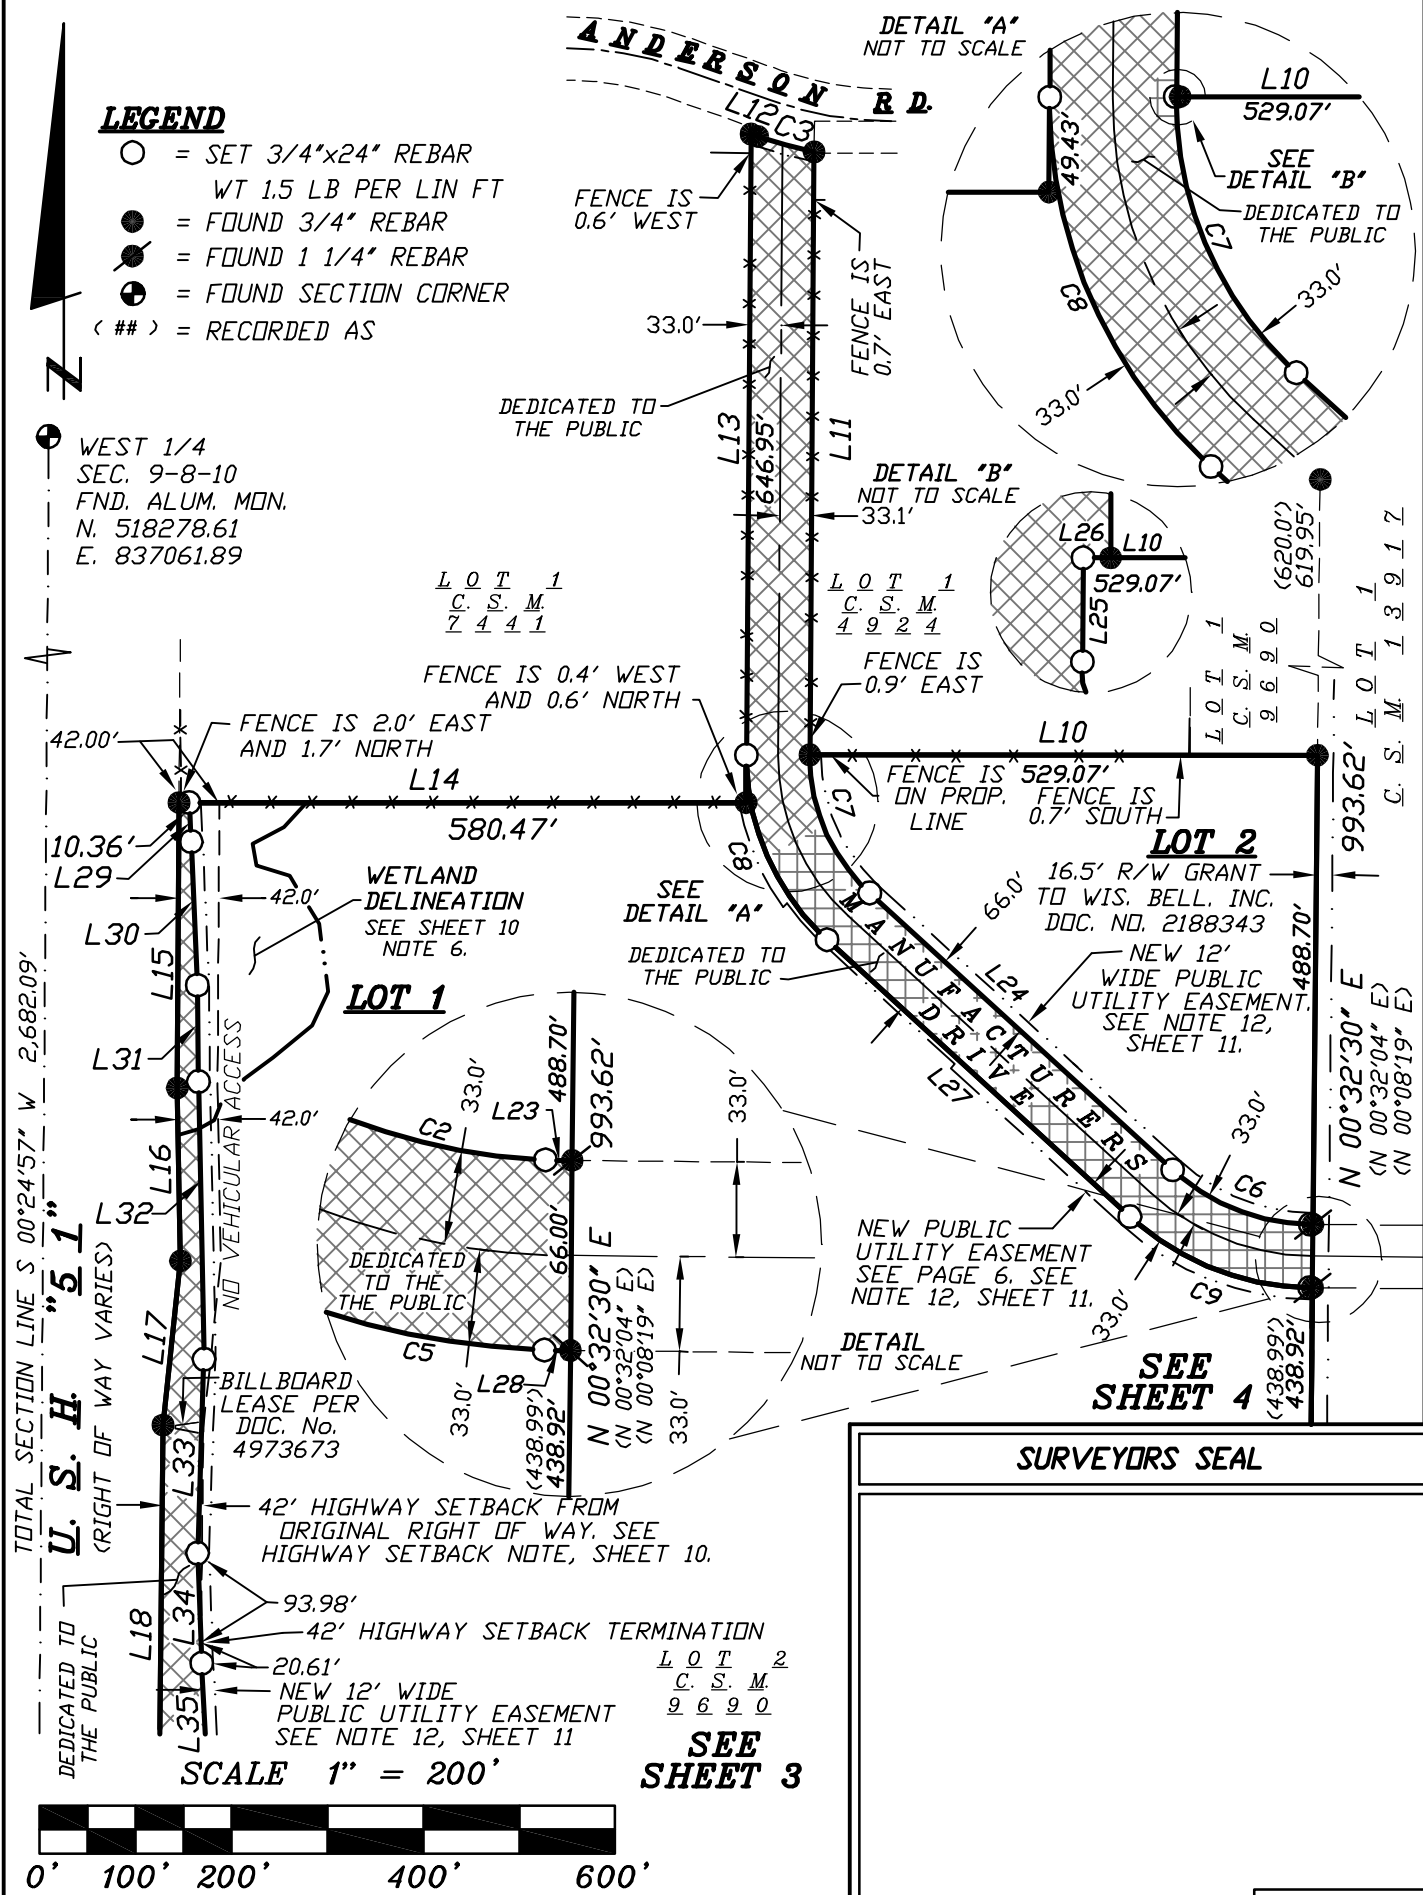 ANDERSON RD.
DETAIL "A"
NOT TO SCALE
L10
529.07'
49.43'
SEE
DETAIL "B"
DEDICATED TO
THE PUBLIC
C7
C8
33.0'
33.0'
LEGEND
= SET 3/4"x24" REBAR
WT 1.5 LB PER LIN FT
= FOUND 3/4" REBAR
= FOUND 1 1/4" REBAR
= FOUND SECTION CORNER
( ## ) = RECORDED AS
N
WEST 1/4
SEC. 9-8-10
FND. ALUM. MON.
N. 518278.61
E. 837061.89
L12
C3
FENCE IS
0.6' WEST
FENCE IS
0.7' EAST
33.0'
DEDICATED TO
THE PUBLIC
L13
646.95'
L11
33.1'
DETAIL "B"
NOT TO SCALE
L26
L10
529.07'
L25
(620.0')
619.95'
LOT 1
C. S. M.
7441
LOT 1
C. S. M.
4924
LOT 1
C. S. M.
9690
LOT 1
C. S. M. 13917
FENCE IS 0.4' WEST
AND 0.6' NORTH
FENCE IS
0.9' EAST
FENCE IS 2.0' EAST
AND 1.7' NORTH
42.00'
L14
580.47'
L10
529.07'
FENCE IS
ON PROP.
LINE
FENCE IS
0.7' SOUTH
C7
C8
10.36'
L29
L30
L15
42.0'
WETLAND
DELINEATION
SEE SHEET 10
NOTE 6.
SEE
DETAIL "A"
LOT 2
16.5' R/W GRANT
TO WIS. BELL. INC.
DOC. NO. 2188343
993.62'
488.70'
66.0'
DEDICATED TO
THE PUBLIC
MANUFACTURERS
DRIVE
L24
L27
NEW 12'
WIDE PUBLIC
UTILITY EASEMENT.
SEE NOTE 12,
SHEET 11.
N 00°32'30" E
(N 00°32'04" E)
(N 00°08'19" E)
LOT 1
L31
42.0'
L16
L32
NO VEHICULAR ACCESS
TOTAL SECTION LINE S 00°24'57" W 2,682.09'
U. S. H. "51"
(RIGHT OF WAY VARIES)
488.70'
993.62'
33.0'
L23
C2
33.0'
66.00'
DEDICATED
TO THE
THE PUBLIC
N 00°32'30" E
(N 00°32'04" E)
(N 00°08'19" E)
C5
33.0'
L28
(438.99')
438.92'
33.0'
DETAIL
NOT TO SCALE
33.0'
C6
NEW PUBLIC
UTILITY EASEMENT
SEE PAGE 6. SEE
NOTE 12, SHEET 11.
33.0'
C9
(438.99')
438.92'
SEE
SHEET 4
L17
BILLBOARD
LEASE PER
DOC. No.
4973673
L33
42' HIGHWAY SETBACK FROM
ORIGINAL RIGHT OF WAY. SEE
HIGHWAY SETBACK NOTE, SHEET 10.
L34
93.98'
L18
42' HIGHWAY SETBACK TERMINATION
20.61'
DEDICATED TO
THE PUBLIC
L35
NEW 12' WIDE
PUBLIC UTILITY EASEMENT
SEE NOTE 12, SHEET 11
LOT 2
C. S. M.
9690
SEE
SHEET 3
SURVEYORS SEAL
SCALE 1" = 200'
0' 100' 200' 400' 600'